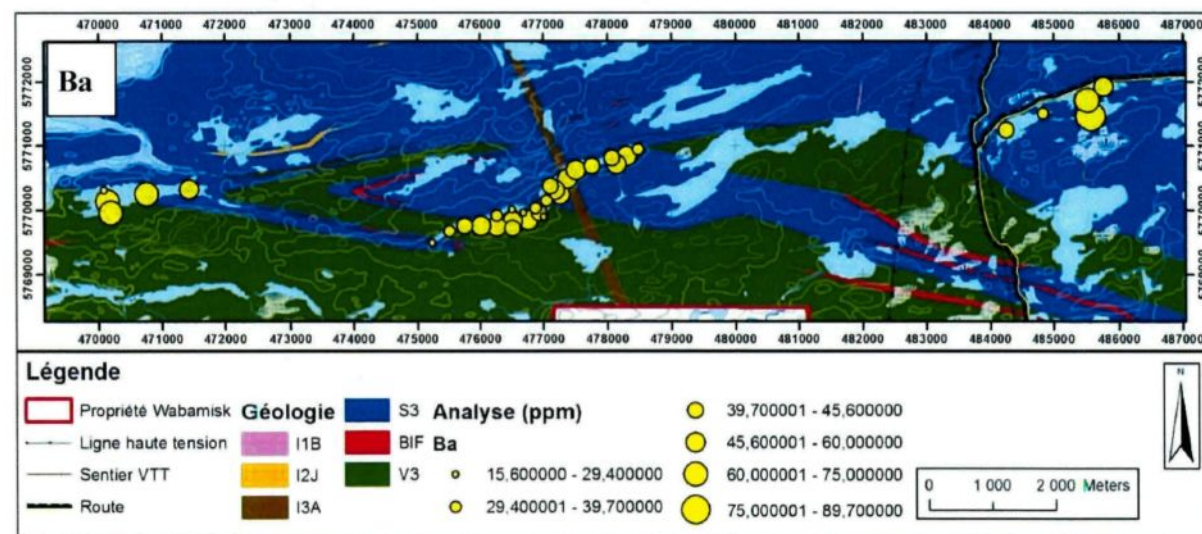 470000 471000 472000 473000 474000 475000 476000 477000 478000 479000 480000 481000 482000 483000 484000 485000 486000 487000
5772000 5772000
Ba
5771000 5771000
5770000 5770000
5769000 5769000
470000 471000 472000 473000 474000 475000 476000 477000 478000 479000 480000 481000 482000 483000 484000 485000 486000 487000
Légende
Propriété Wabamisk
Ligne haute tension
Sentier VTT
Route
Géologie
I1B
I2J
I3A
S3
BIF
V3
Analyse (ppm)
Ba
15,600000 - 29,400000
29,400001 - 39,700000
39,700001 - 45,600000
45,600001 - 60,000000
60,000001 - 75,000000
75,000001 - 89,700000
0 1 000 2 000 Meters
N